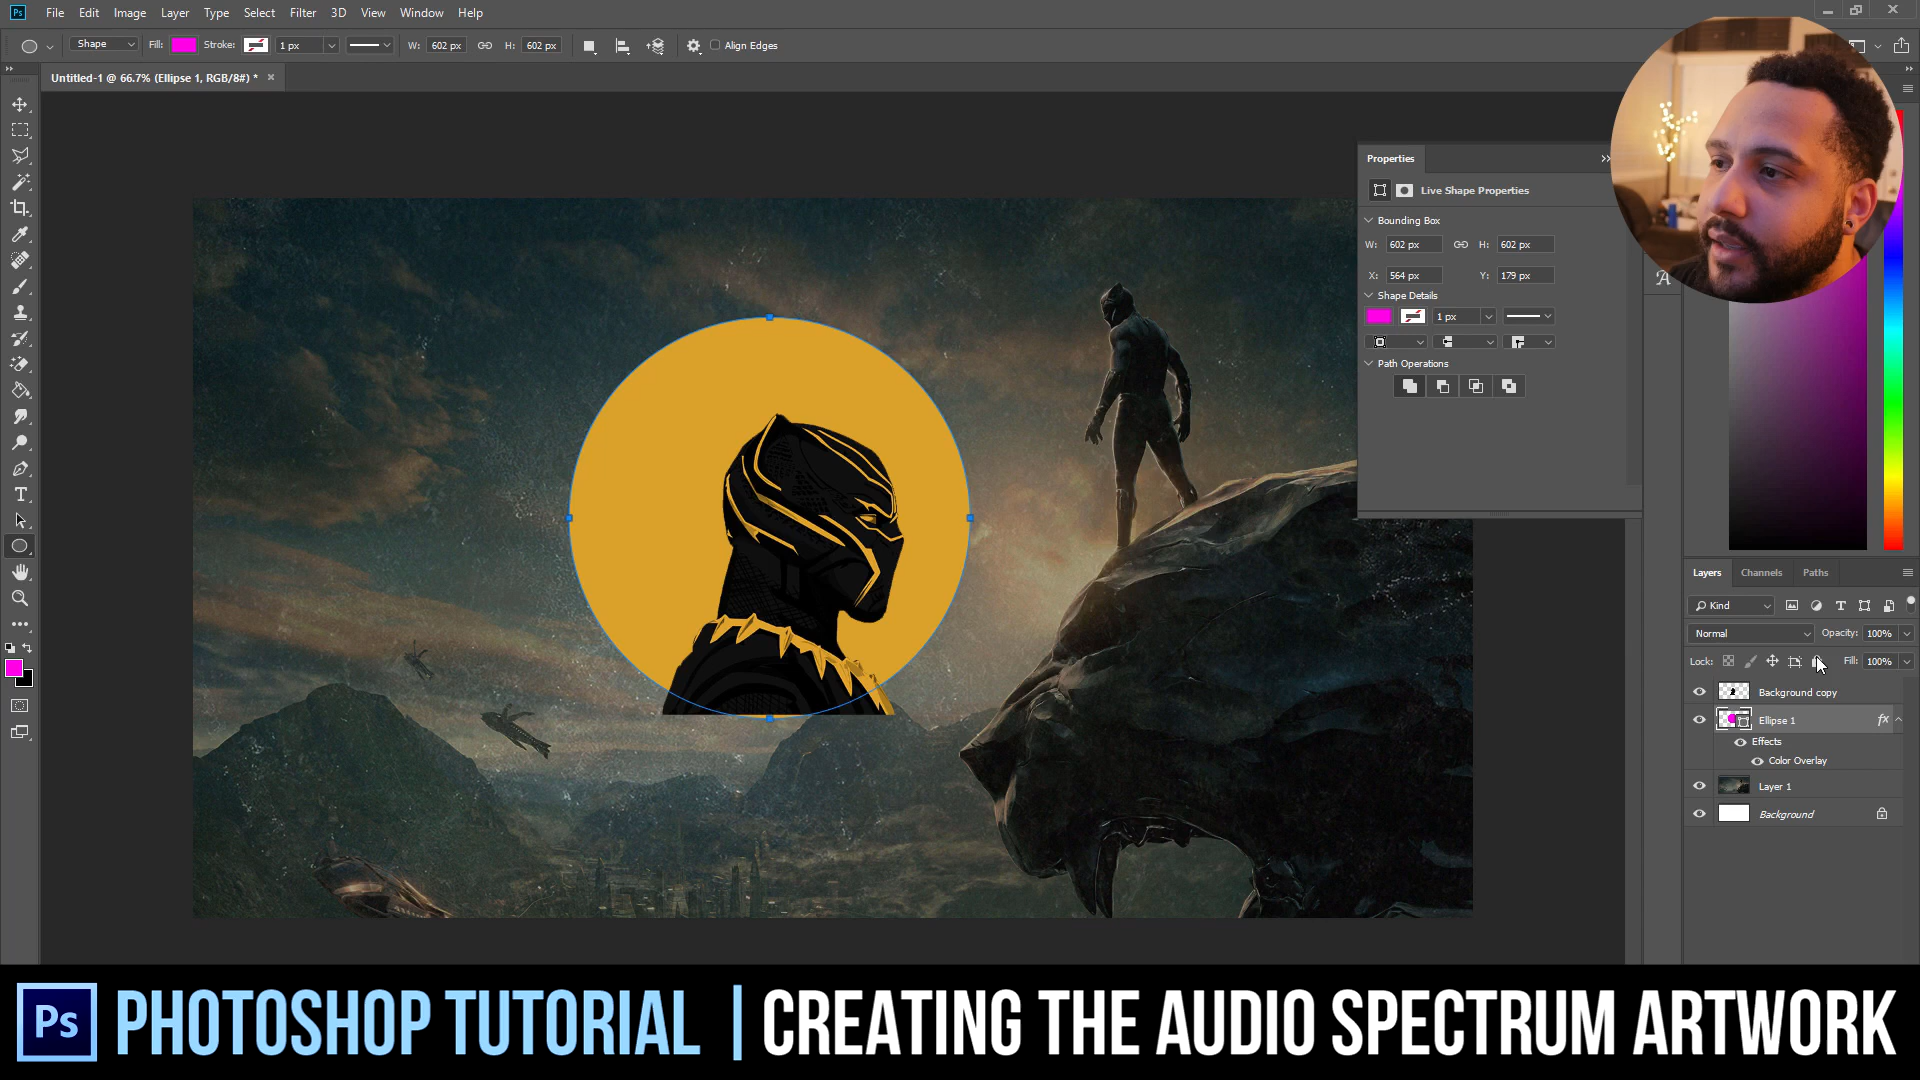 Ps File Edit Image Layer Type Select Filter 3D View Window Help
Shape Fill: Stroke: 1 px W: 602 px H: 602 px Align Edges
Untitled-1 @ 66.7% (Ellipse 1, RGB/8#) * ×
Properties
Live Shape Properties
Bounding Box
W: 602 px H: 602 px
X: 564 px Y: 179 px
Shape Details
1 px
Path Operations
Layers Channels Paths
Kind
Normal Opacity: 100%
Lock: Fill: 100%
Background copy
Ellipse 1 fx
Effects
Color Overlay
Layer 1
Background
Ps PHOTOSHOP TUTORIAL | CREATING THE AUDIO SPECTRUM ARTWORK